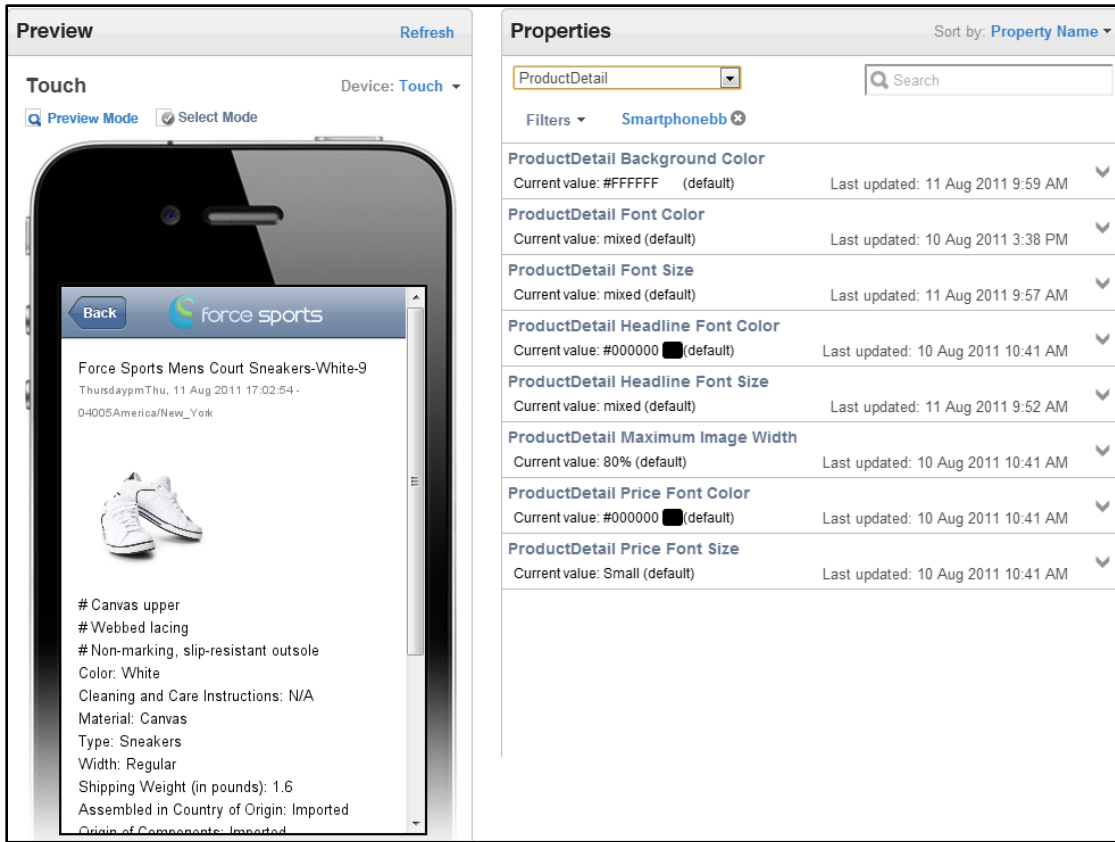 Preview
Refresh
Touch
Device: Touch
Preview Mode
Select Mode
Back
force sports
Force Sports Mens Court Sneakers-White-9
ThursdaypmThu, 11 Aug 2011 17:02:54 -
04005America/New_York
# Canvas upper
# Webbed lacing
# Non-marking, slip-resistant outsole
Color: White
Cleaning and Care Instructions: N/A
Material: Canvas
Type: Sneakers
Width: Regular
Shipping Weight (in pounds): 1.6
Assembled in Country of Origin: Imported
Origin of Components: Imported
Properties
Sort by: Property Name
ProductDetail
Search
Filters
Smartphonebb
ProductDetail Background Color
Current value: #FFFFFF (default) Last updated: 11 Aug 2011 9:59 AM
ProductDetail Font Color
Current value: mixed (default) Last updated: 10 Aug 2011 3:38 PM
ProductDetail Font Size
Current value: mixed (default) Last updated: 11 Aug 2011 9:57 AM
ProductDetail Headline Font Color
Current value: #000000 (default) Last updated: 10 Aug 2011 10:41 AM
ProductDetail Headline Font Size
Current value: mixed (default) Last updated: 11 Aug 2011 9:52 AM
ProductDetail Maximum Image Width
Current value: 80% (default) Last updated: 10 Aug 2011 10:41 AM
ProductDetail Price Font Color
Current value: #000000 (default) Last updated: 10 Aug 2011 10:41 AM
ProductDetail Price Font Size
Current value: Small (default) Last updated: 10 Aug 2011 10:41 AM